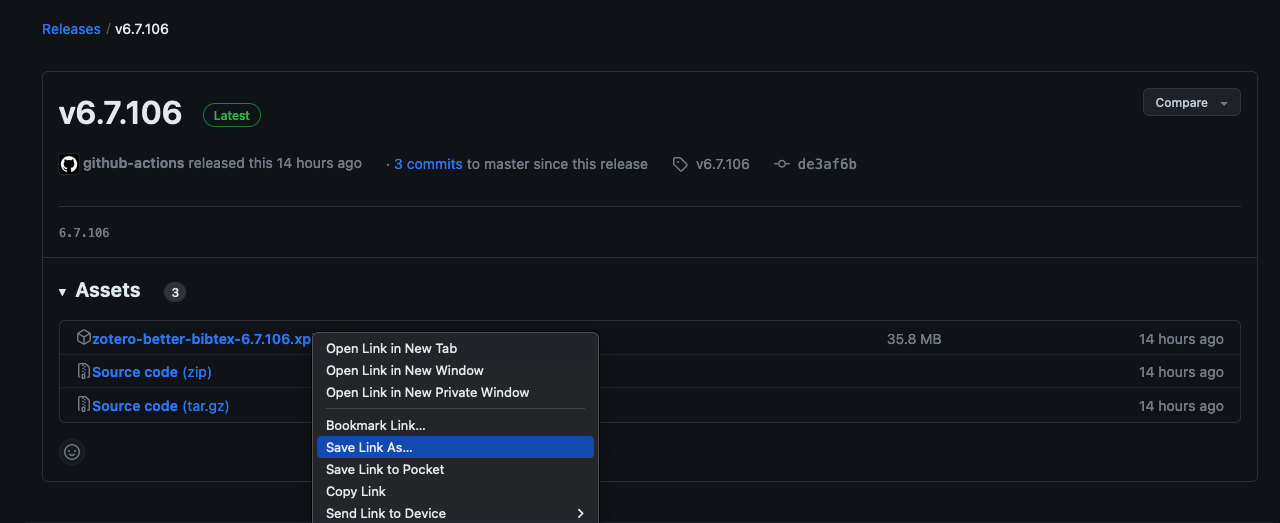 Releases / v6.7.106
v6.7.106 Latest Compare
github-actions released this 14 hours ago · 3 commits to master since this release v6.7.106 de3af6b
6.7.106
Assets 3
zotero-better-bibtex-6.7.106.xp 35.8 MB 14 hours ago
Source code (zip) 14 hours ago
Source code (tar.gz) 14 hours ago
Open Link in New Tab
Open Link in New Window
Open Link in New Private Window
Bookmark Link...
Save Link As...
Save Link to Pocket
Copy Link
Send Link to Device